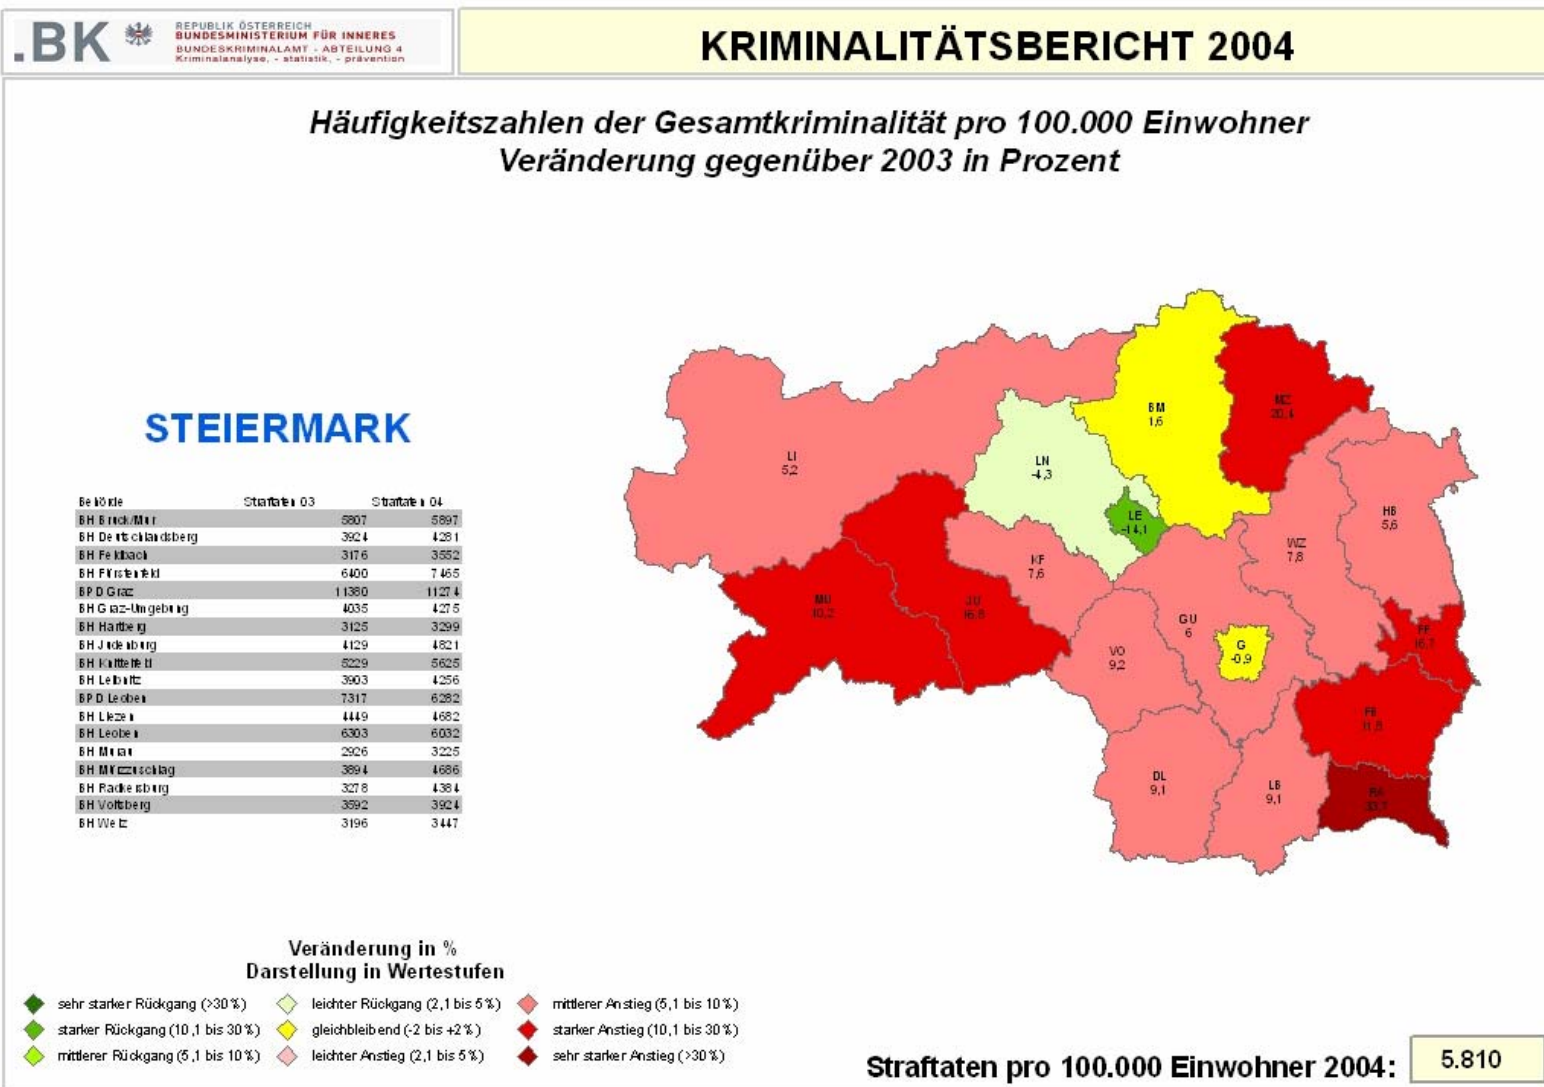 .BK
REPUBLIK ÖSTERREICH
BUNDESMINISTERIUM FÜR INNERES
BUNDESKRIMINALAMT - ABTEILUNG 4
Kriminalanalyse, - statistik, - prävention
KRIMINALITÄTSBERICHT 2004
Häufigkeitszahlen der Gesamtkriminalität pro 100.000 Einwohner
Veränderung gegenüber 2003 in Prozent
STEIERMARK
Behörde Straftaten 03 Straftaten 04
BH Bruck/Mur 5807 5897
BH Deutschlandsberg 3924 4281
BH Feldbach 3176 3552
BH Fürstenfeld 6400 7465
BPD Graz 11380 11274
BH Graz-Umgebung 4035 4275
BH Hartberg 3125 3299
BH Judenburg 4129 4821
BH Knittelfeld 5229 5625
BH Leibnitz 3903 4256
BPD Leoben 7317 6282
BH Liezen 4449 4682
BH Leoben 6303 6032
BH Murau 2926 3225
BH Mürzzuschlag 3894 4686
BH Radkersburg 3278 4384
BH Voitsberg 3592 3924
BH Weiz 3196 3447
BM
1,6
MZ
20,4
LI
5,2
LN
-4,3
LE
-14,1
HB
5,6
WZ
7,8
KF
7,6
MU
10,2
JU
16,8
GU
6
G
-0,9
VO
9,2
FF
16,7
FB
11,8
DL
9,1
LB
9,1
RA
33,7
Veränderung in %
Darstellung in Wertestufen
sehr starker Rückgang (>30%)
starker Rückgang (10,1 bis 30%)
mittlerer Rückgang (5,1 bis 10%)
leichter Rückgang (2,1 bis 5%)
gleichbleibend (-2 bis +2%)
leichter Anstieg (2,1 bis 5%)
mittlerer Anstieg (5,1 bis 10%)
starker Anstieg (10,1 bis 30%)
sehr starker Anstieg (>30%)
Straftaten pro 100.000 Einwohner 2004: 5.810